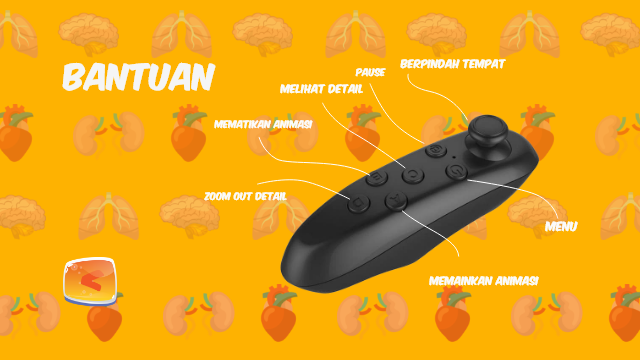 BANTUAN
BERPINDAH TEMPAT
PAUSE
MELIHAT DETAIL
MEMATIKAN ANIMASI
ZOOM OUT DETAIL
MENU
MEMAINKAN ANIMASI